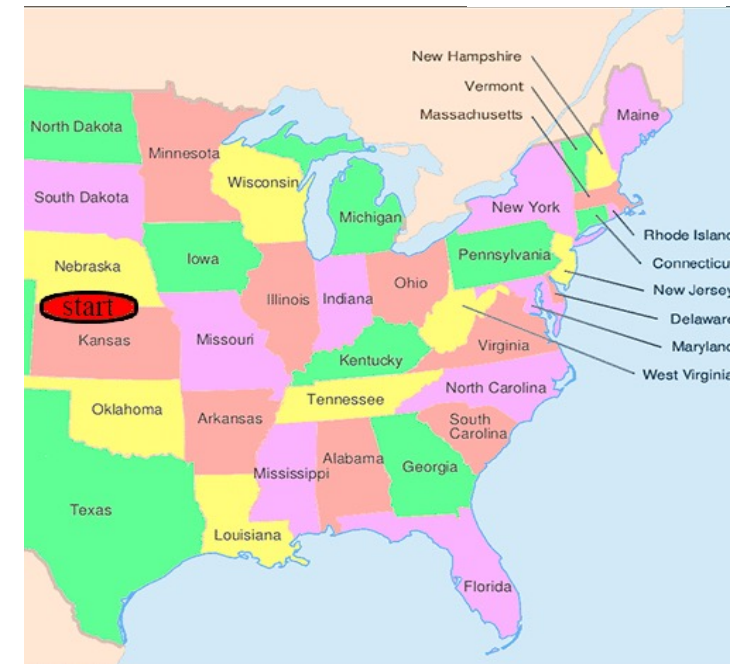 New Hampshire
Vermont
Massachusetts
Maine
North Dakota
Minnesota
Wisconsin
South Dakota
Michigan
New York
Rhode Island
Pennsylvania
Connecticu
Nebraska
Iowa
Ohio
New Jersey
Illinois
Indiana
start
Delaware
Kansas
Missouri
Virginia
Maryland
Kentucky
West Virginia
North Carolina
Oklahoma
Tennessee
Arkansas
South
Carolina
Mississippi
Alabama
Georgia
Texas
Louisiana
Florida